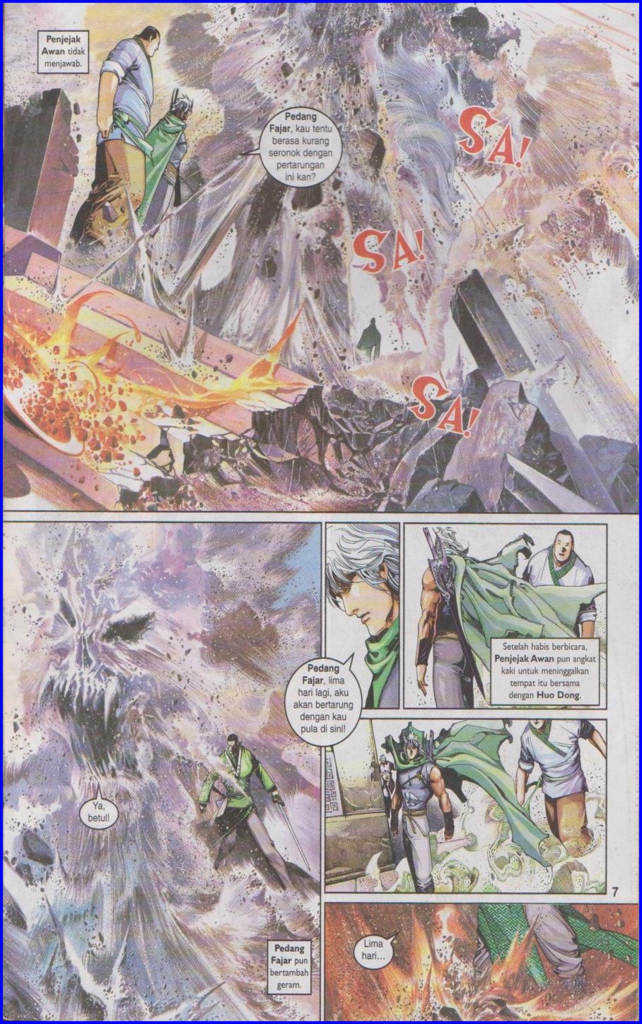 Penjejak
Awan tidak
menjawab.
Pedang
Fajar, kau tentu
berasa kurang
seronok dengan
pertarungan
ini kan?
SA!
SA!
SA!
Ya,
betul!
Pedang
Fajar pun
bertambah
geram.
Pedang
Fajar, lima
hari lagi, aku
akan bertarung
dengan kau
pula di sini!
Setelah habis berbicara,
Penjejak Awan pun angkat
kaki untuk meninggalkan
tempat itu bersama
dengan Huo Dong.
7
Lima
hari...